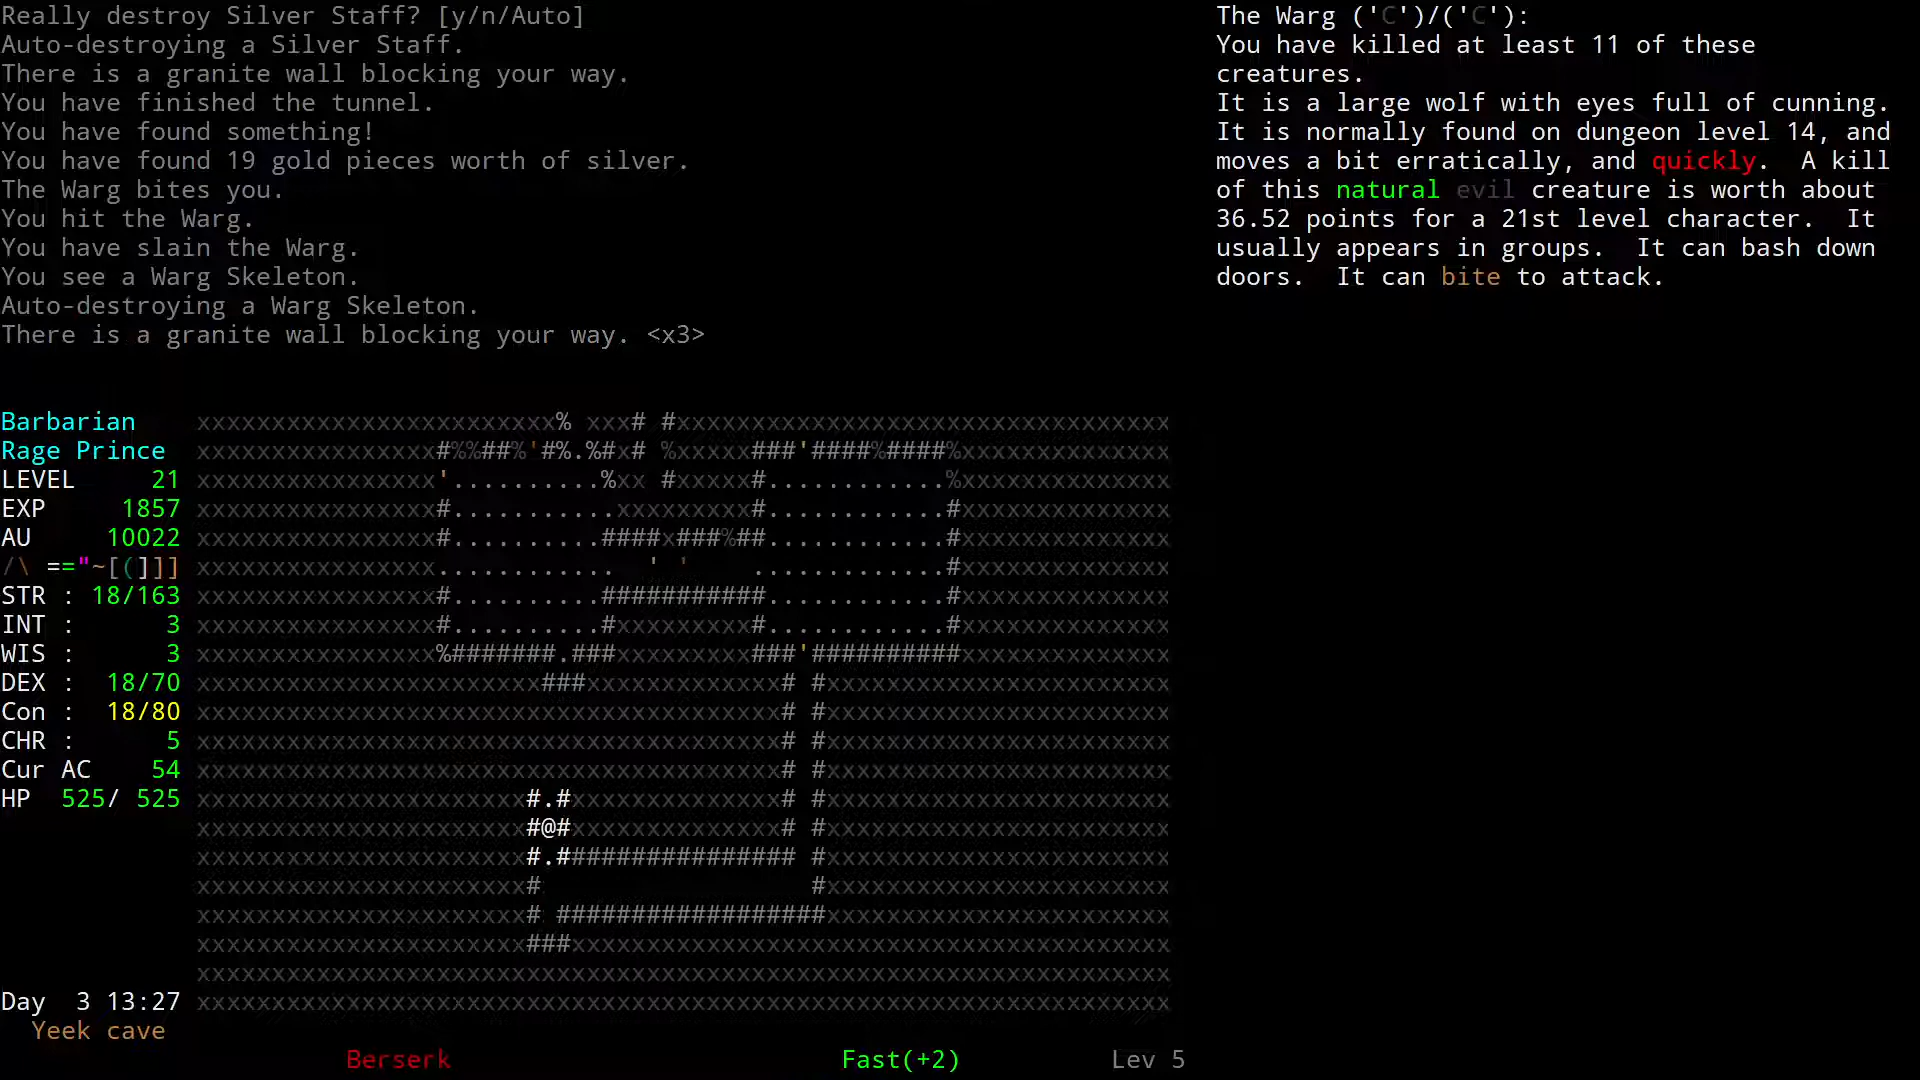 Really destroy Silver Staff? [y/n/Auto]
Auto-destroying a Silver Staff.
There is a granite wall blocking your way.
You have finished the tunnel.
You have found something!
You have found 19 gold pieces worth of silver.
The Warg bites you.
You hit the Warg.
You have slain the Warg.
You see a Warg Skeleton.
Auto-destroying a Warg Skeleton.
There is a granite wall blocking your way. <x3>
The Warg ('C')/('C'):
You have killed at least 11 of these
creatures.
It is a large wolf with eyes full of cunning.
It is normally found on dungeon level 14, and
moves a bit erratically, and quickly.  A kill
of this natural evil creature is worth about
36.52 points for a 21st level character.  It
usually appears in groups.  It can bash down
doors.  It can bite to attack.
Barbarian
Rage Prince
LEVEL 21
EXP 1857
AU 10022
/\ =="~[(]]]
STR : 18/163
INT : 3
WIS : 3
DEX : 18/70
Con : 18/80
CHR : 5
Cur AC 54
HP 525/ 525
Day 3 13:27
Yeek cave
Berserk Fast(+2) Lev 5